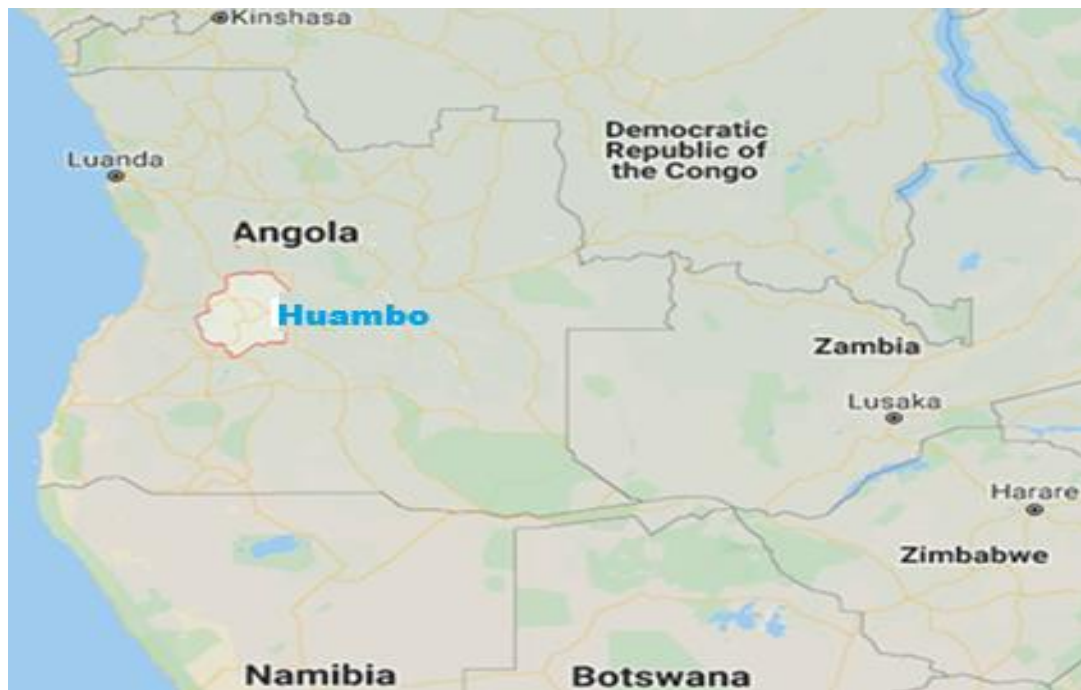 Kinshasa
Democratic
Republic of
the Congo
Luanda
Angola
Huambo
Zambia
Lusaka
Harare
Zimbabwe
Namibia
Botswana